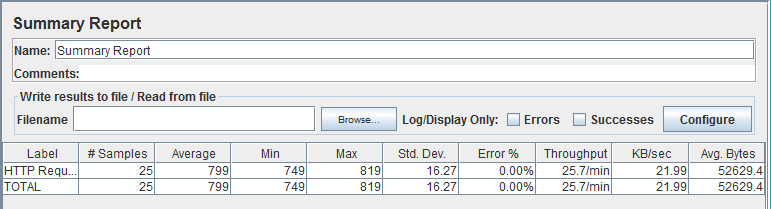 Summary Report
Name: Summary Report
Comments:
Write results to file / Read from file
Filename Browse... Log/Display Only: Errors Successes Configure
Label # Samples Average Min Max Std. Dev. Error % Throughput KB/sec Avg. Bytes
HTTP Requ... 25 799 749 819 16.27 0.00% 25.7/min 21.99 52629.4
TOTAL 25 799 749 819 16.27 0.00% 25.7/min 21.99 52629.4